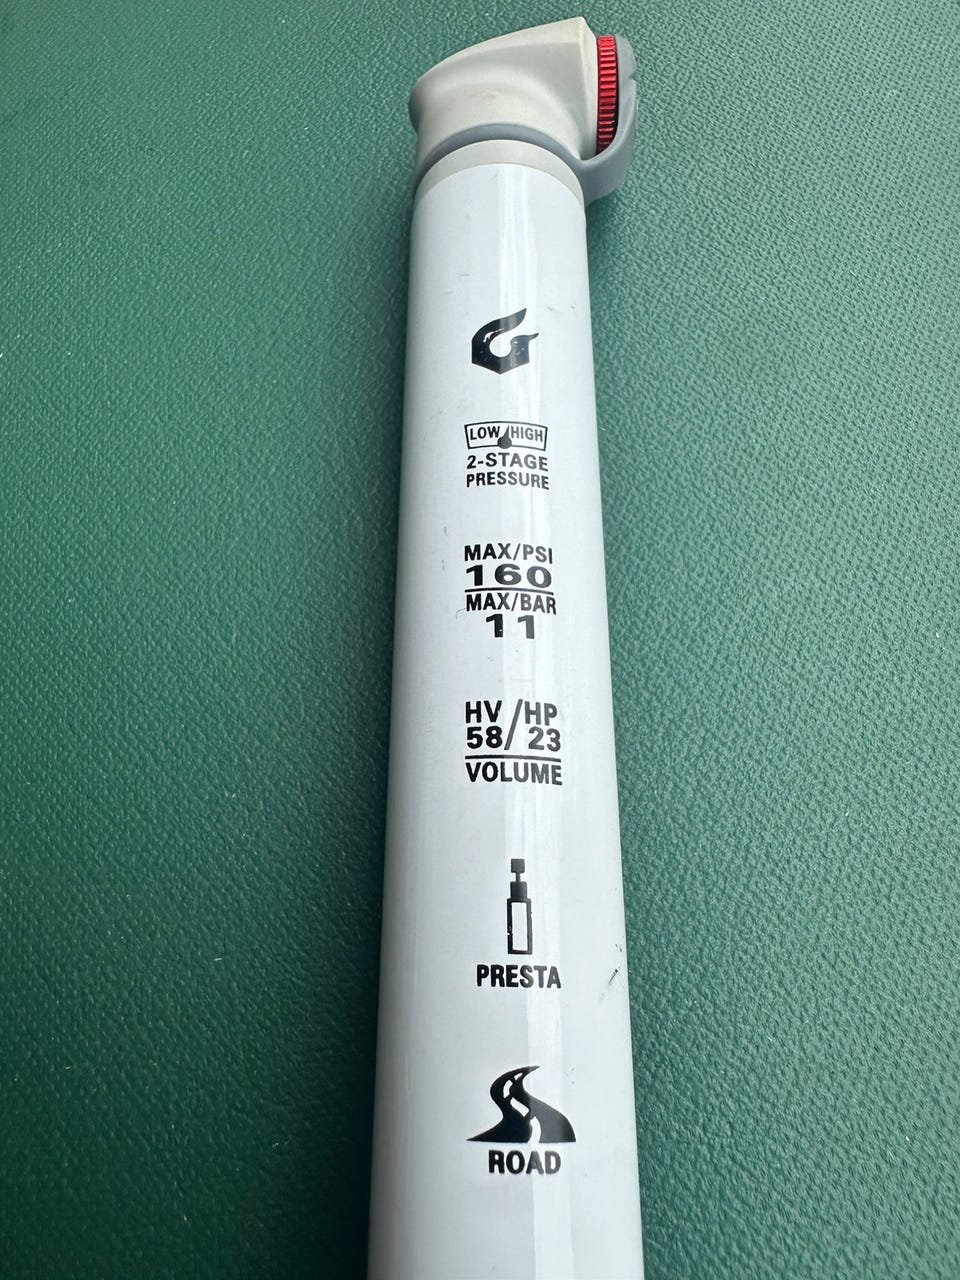 LOW HIGH
2-STAGE
PRESSURE
MAX/PSI
160
MAX/BAR
11
HV/HP
58/23
VOLUME
PRESTA
ROAD